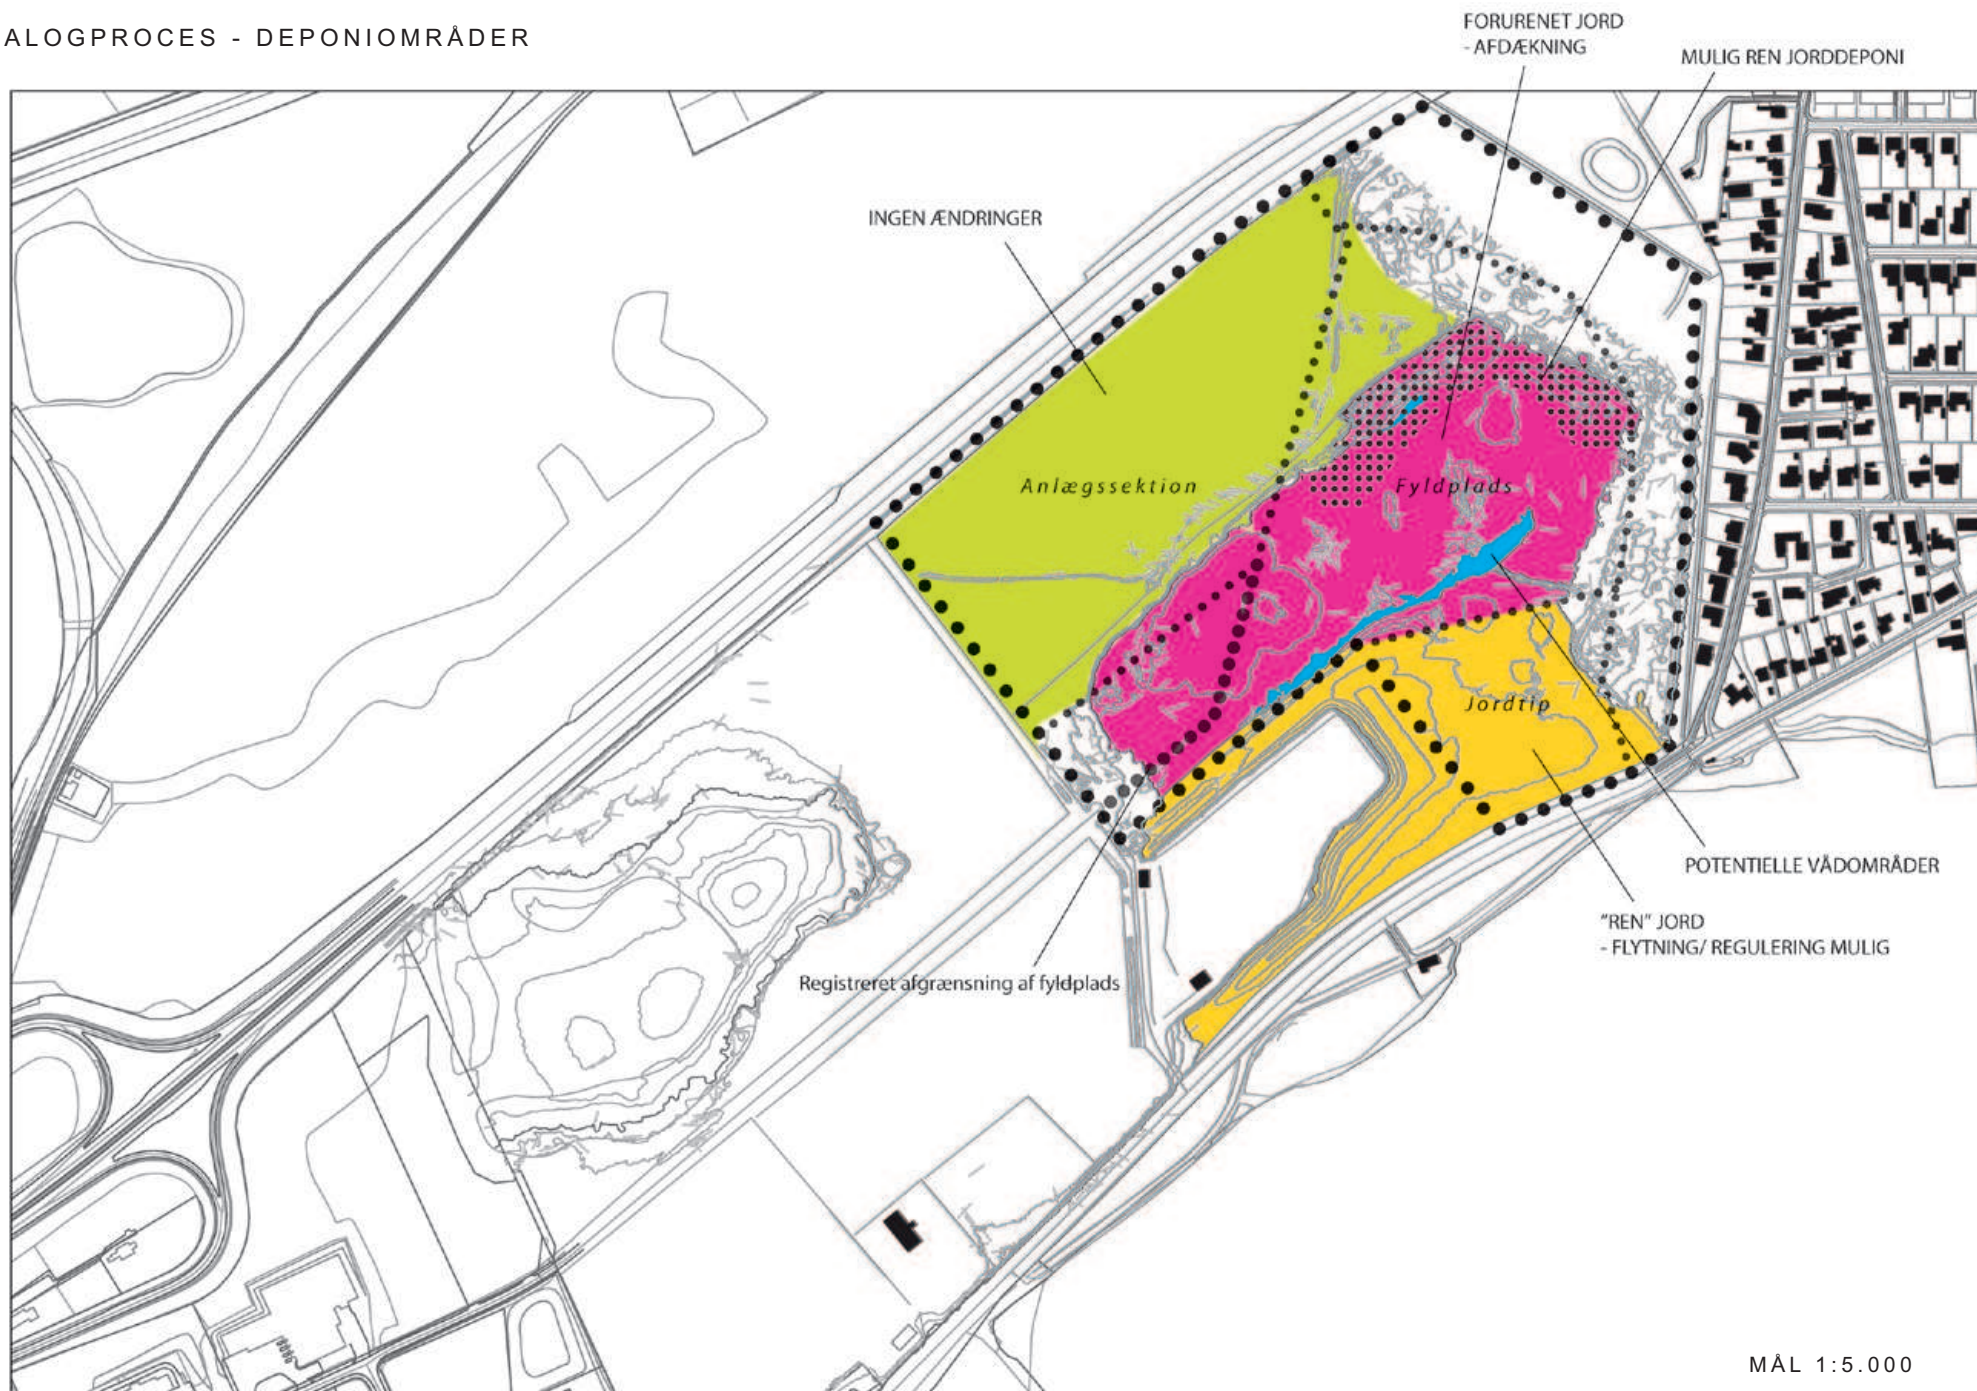 ALOGPROCES - DEPONIOMRÅDER
FORURENET JORD
- AFDÆKNING
MULIG REN JORDDEPONI
INGEN ÆNDRINGER
Anlægssektion
Fyldplads
Jordtip
POTENTIELLE VÅDOMRÅDER
"REN" JORD
- FLYTNING/ REGULERING MULIG
Registreret afgrænsning af fyldplads
MÅL 1:5.000